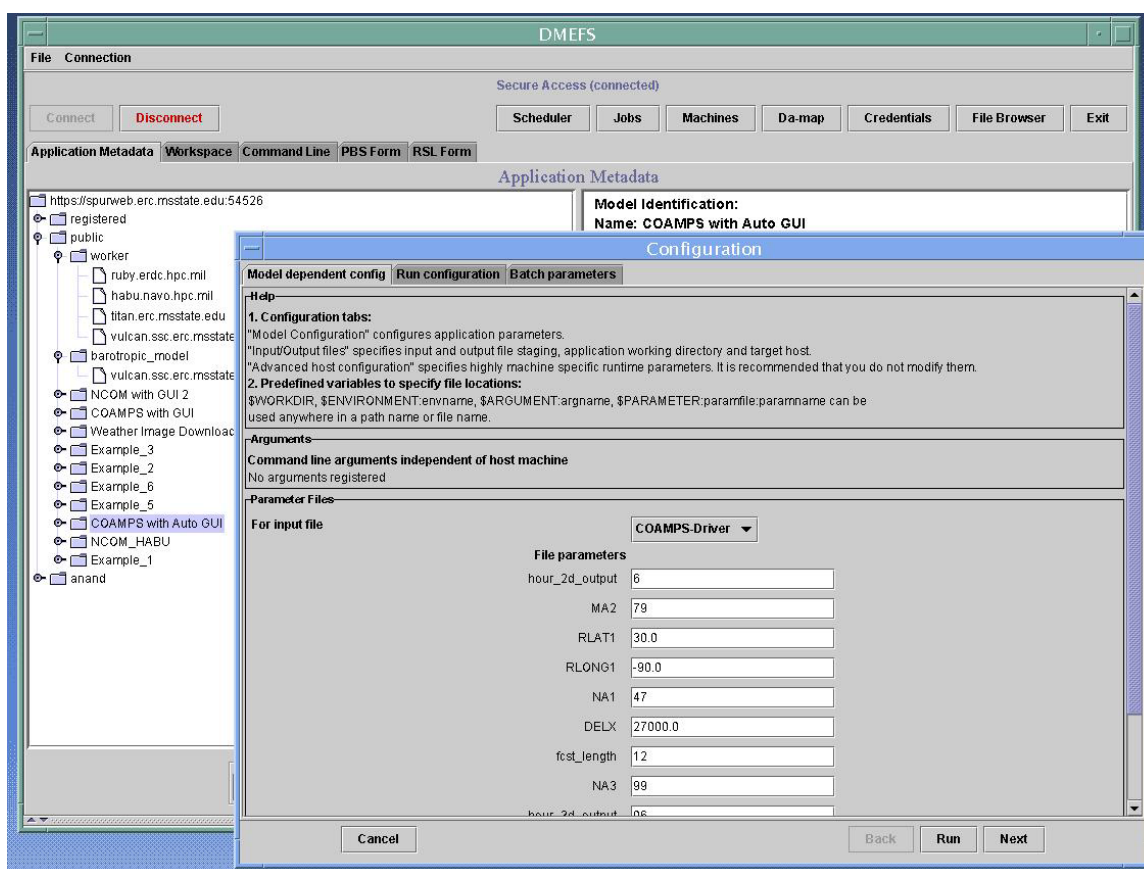 DMEFS
File Connection
Secure Access (connected)
Connect Disconnect Scheduler Jobs Machines Da-map Credentials File Browser Exit
Application Metadata Workspace Command Line PBS Form RSL Form
Application Metadata
https://spurweb.erc.msstate.edu:54526
registered
public
worker
ruby.erdc.hpc.mil
habu.navo.hpc.mil
titan.erc.msstate.edu
vulcan.ssc.erc.msstate
barotropic_model
vulcan.ssc.erc.msstate
NCOM with GUI 2
COAMPS with GUI
Weather Image Downloac
Example_3
Example_2
Example_6
Example_5
COAMPS with Auto GUI
NCOM_HABU
Example_1
anand
Model Identification:
Name: COAMPS with Auto GUI
Configuration
Model dependent config Run configuration Batch parameters
Help
1. Configuration tabs:
"Model Configuration" configures application parameters.
"Input/Output files" specifies input and output file staging, application working directory and target host.
"Advanced host configuration" specifies highly machine specific runtime parameters. It is recommended that you do not modify them.
2. Predefined variables to specify file locations:
$WORKDIR, $ENVIRONMENT:envname, $ARGUMENT:argname, $PARAMETER:paramfile:paramname can be
used anywhere in a path name or file name.
Arguments
Command line arguments independent of host machine
No arguments registered
Parameter Files
For input file COAMPS-Driver
File parameters
hour_2d_output 6
MA2 79
RLAT1 30.0
RLONG1 -90.0
NA1 47
DELX 27000.0
fcst_length 12
NA3 99
hour_3d_output 06
Cancel Back Run Next